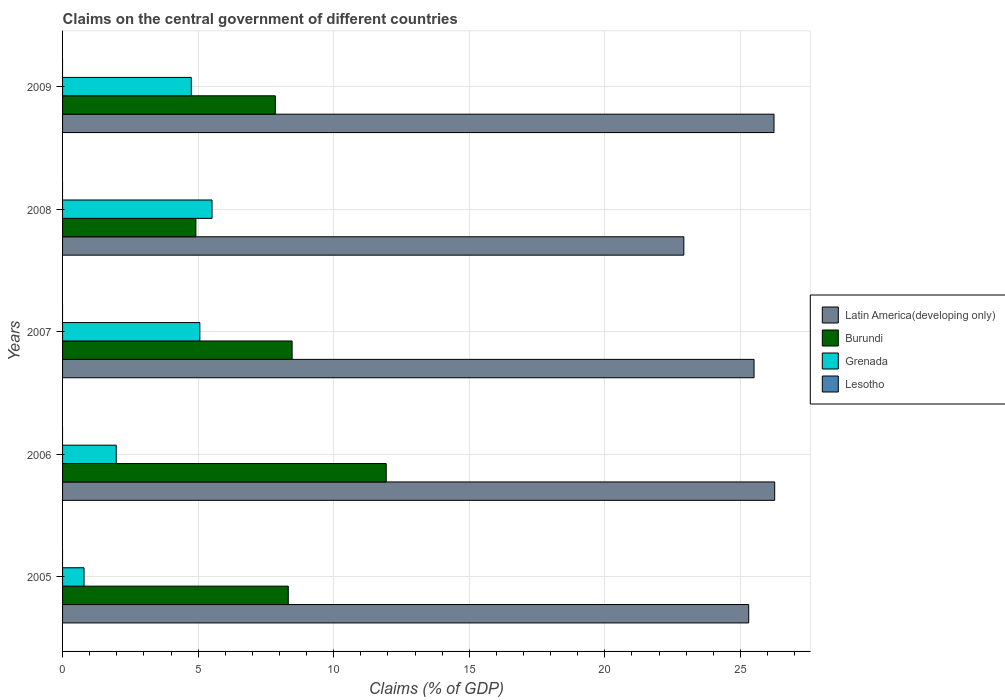 Claims on the central government of different countries
2009
2008
2007
2006
2005
Years
0
5
10
15
20
25
Claims (% of GDP)
Latin America(developing only)
Burundi
Grenada
Lesotho